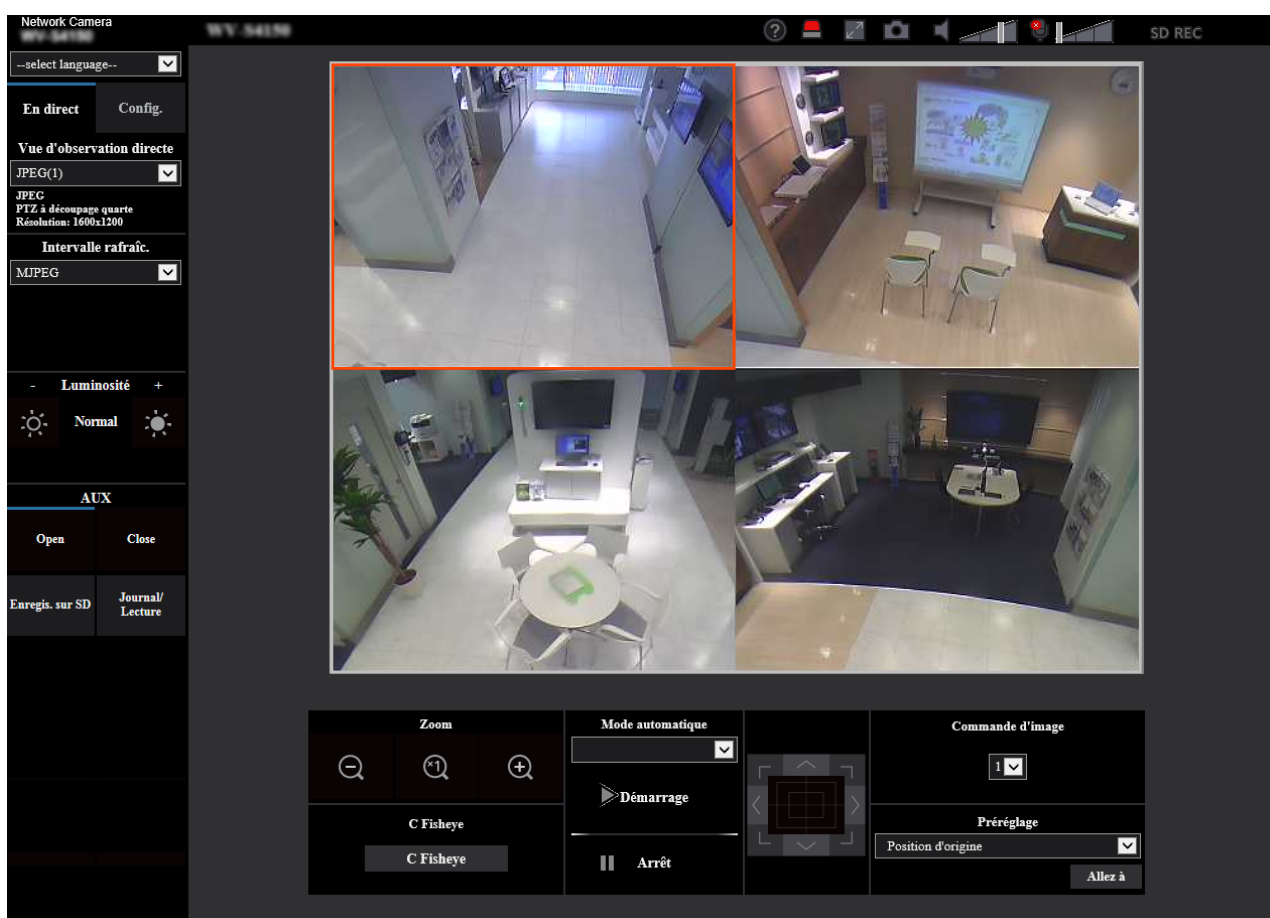 Network Camera
SD REC
--select language--
En direct
Config.
Vue d'observation directe
JPEG(1)
JPEG
PTZ à découpage quarte
Résolution: 1600x1200
Intervalle rafraîc.
MJPEG
- Luminosité +
Normal
AUX
Open
Close
Enregis. sur SD
Journal/
Lecture
Zoom
×1
C Fisheye
C Fisheye
Mode automatique
Démarrage
Arrêt
Commande d'image
1
Préréglage
Position d'origine
Allez à